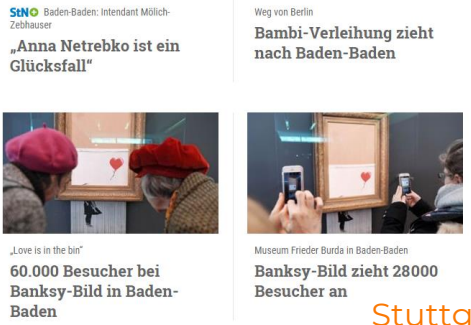 StN+ Baden-Baden: Intendant Mölich-
Zebhauser
„Anna Netrebko ist ein
Glücksfall“
Weg von Berlin
Bambi-Verleihung zieht
nach Baden-Baden
„Love is in the bin“
60.000 Besucher bei
Banksy-Bild in Baden-
Baden
Museum Frieder Burda in Baden-Baden
Banksy-Bild zieht 28000
Besucher an
Stutta